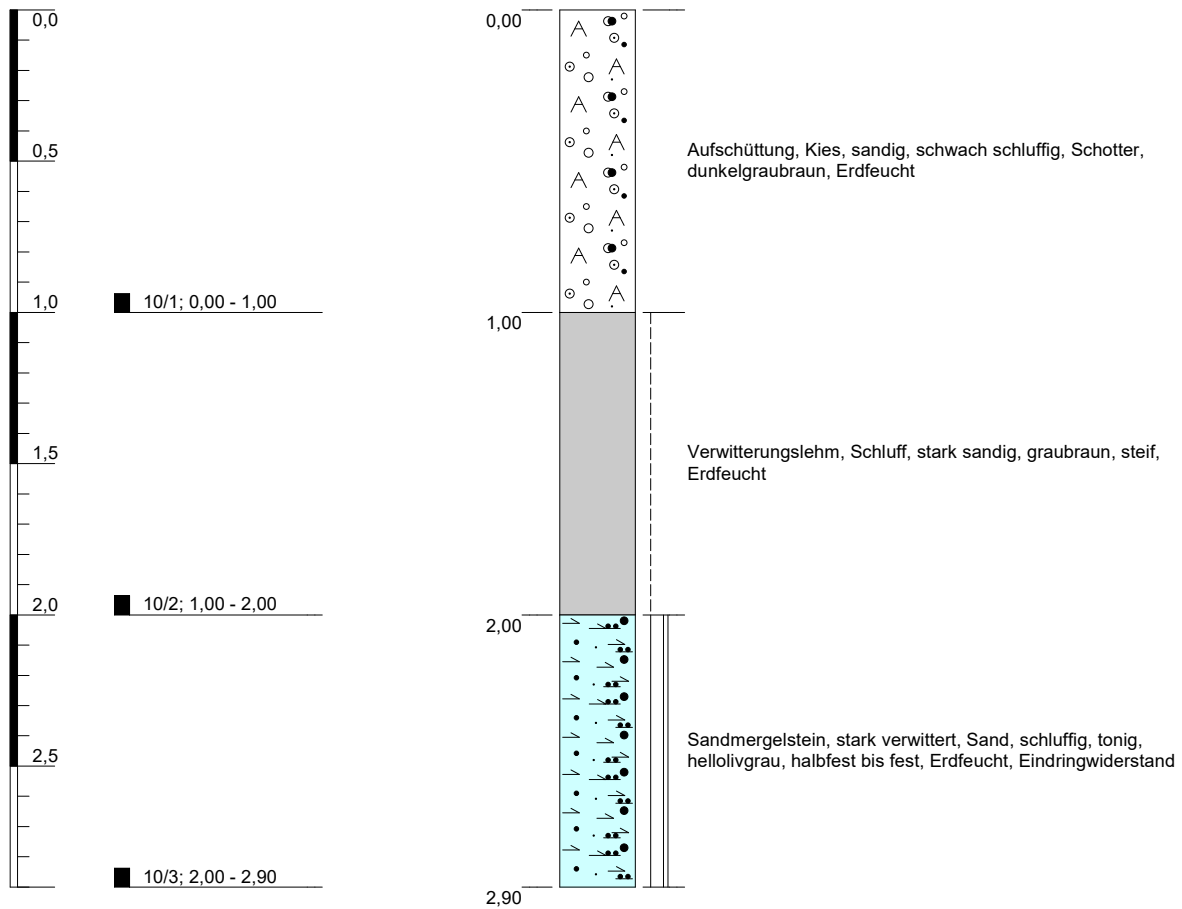 0,0
0,00
Aufschüttung, Kies, sandig, schwach schluffig, Schotter,
dunkelgraubraun, Erdfeucht
0,5
1,0
10/1; 0,00 - 1,00
1,00
Verwitterungslehm, Schluff, stark sandig, graubraun, steif,
Erdfeucht
1,5
2,0
10/2; 1,00 - 2,00
2,00
Sandmergelstein, stark verwittert, Sand, schluffig, tonig,
hellolivgrau, halbfest bis fest, Erdfeucht, Eindringwiderstand
2,5
10/3; 2,00 - 2,90
2,90